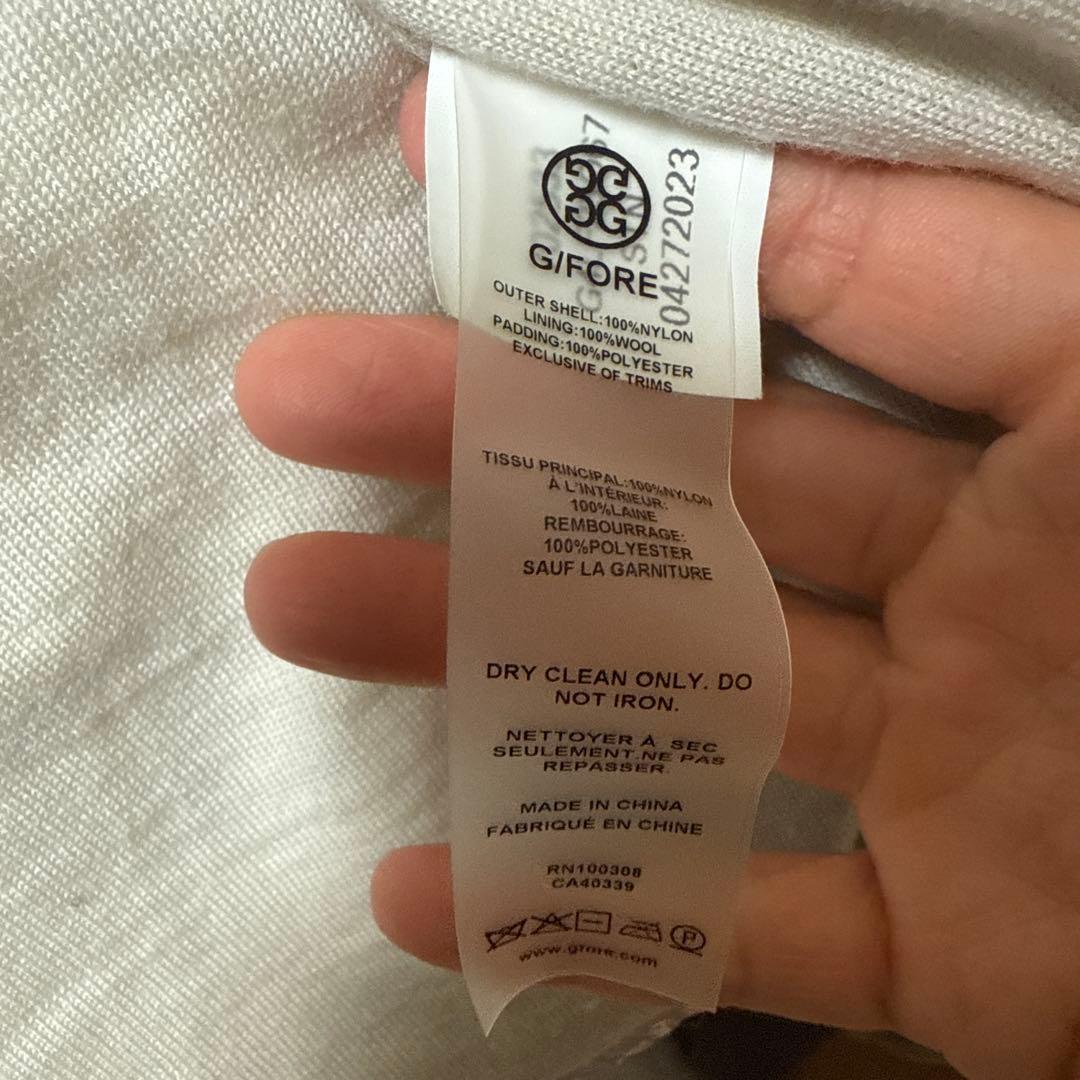 G/FORE
OUTER SHELL:100%NYLON
LINING:100%WOOL
PADDING:100%POLYESTER
EXCLUSIVE OF TRIMS
04272023
TISSU PRINCIPAL:100%NYLON
À L'INTÉRIEUR:
100%LAINE
REMBOURRAGE:
100%POLYESTER
SAUF LA GARNITURE
DRY CLEAN ONLY. DO
NOT IRON.
NETTOYER À SEC
SEULEMENT.NE PAS
REPASSER.
MADE IN CHINA
FABRIQUÉ EN CHINE
RN100308
CA40339
P
www.gfore.com